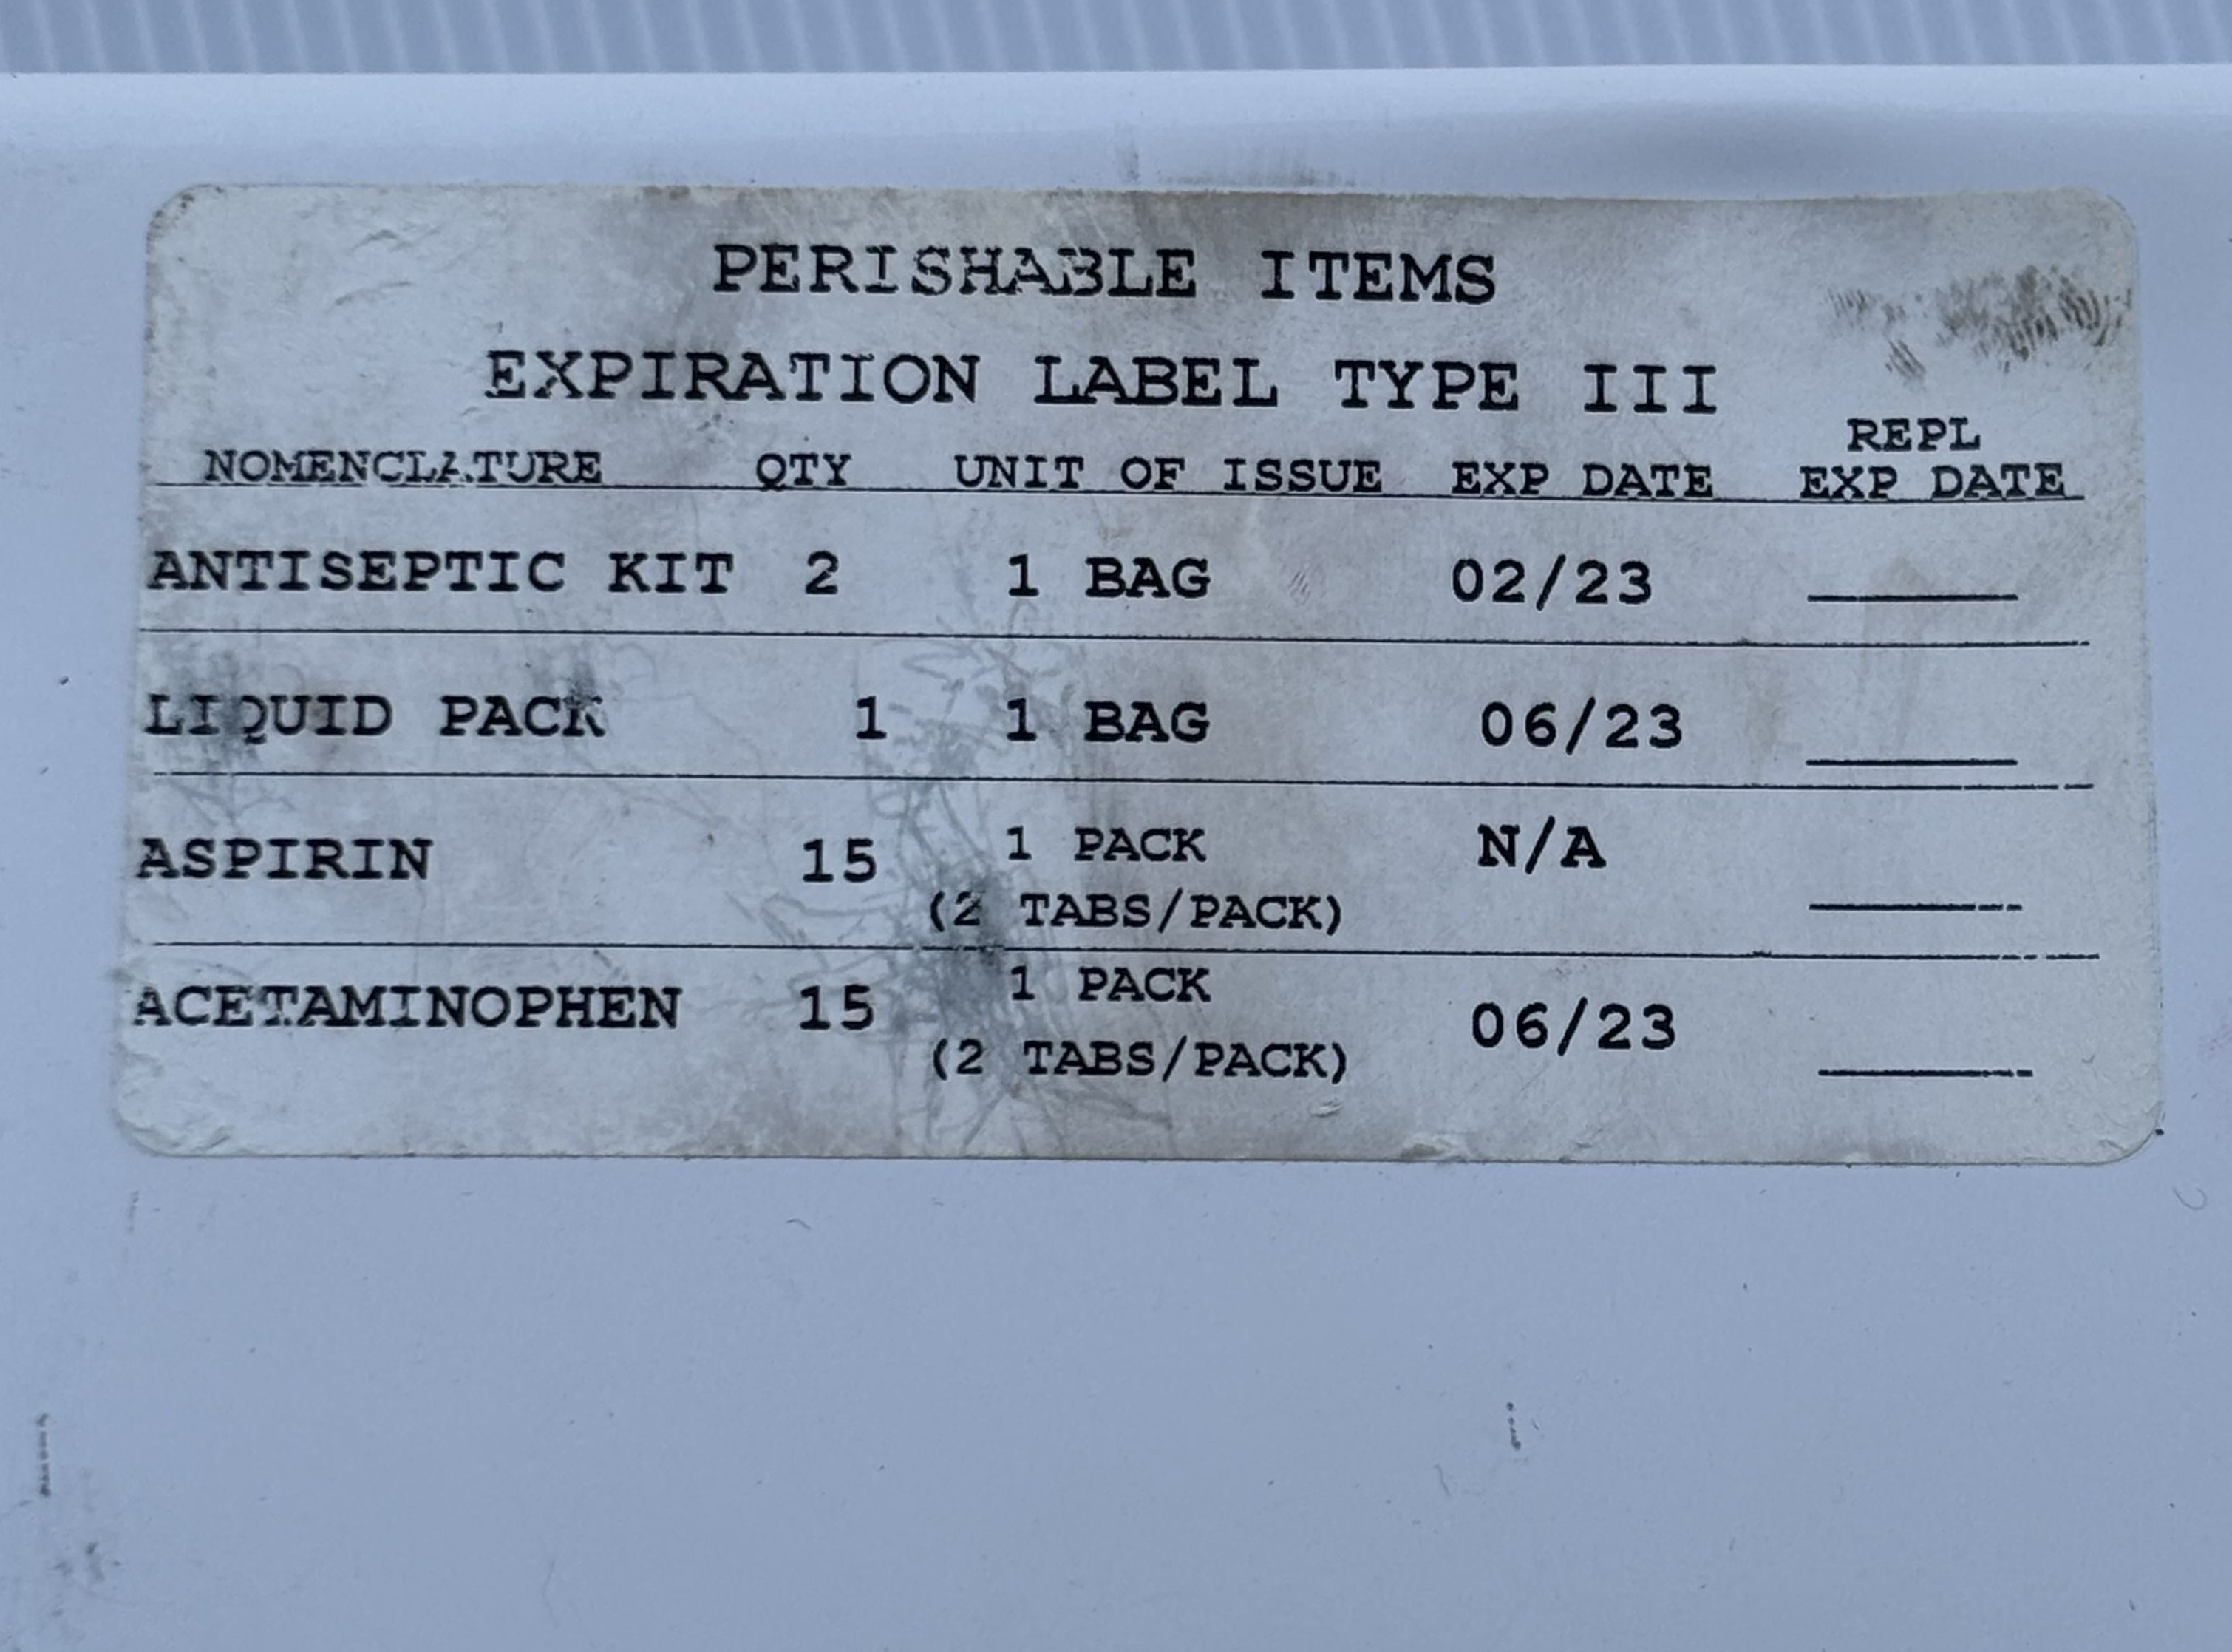 PERISHABLE ITEMS
EXPIRATION LABEL TYPE III
REPL
NOMENCLATURE QTY UNIT OF ISSUE EXP DATE EXP DATE
ANTISEPTIC KIT 2 1 BAG 02/23
LIQUID PACK 1 1 BAG 06/23
ASPIRIN 15 1 PACK N/A
(2 TABS/PACK)
ACETAMINOPHEN 15 1 PACK 06/23
(2 TABS/PACK)